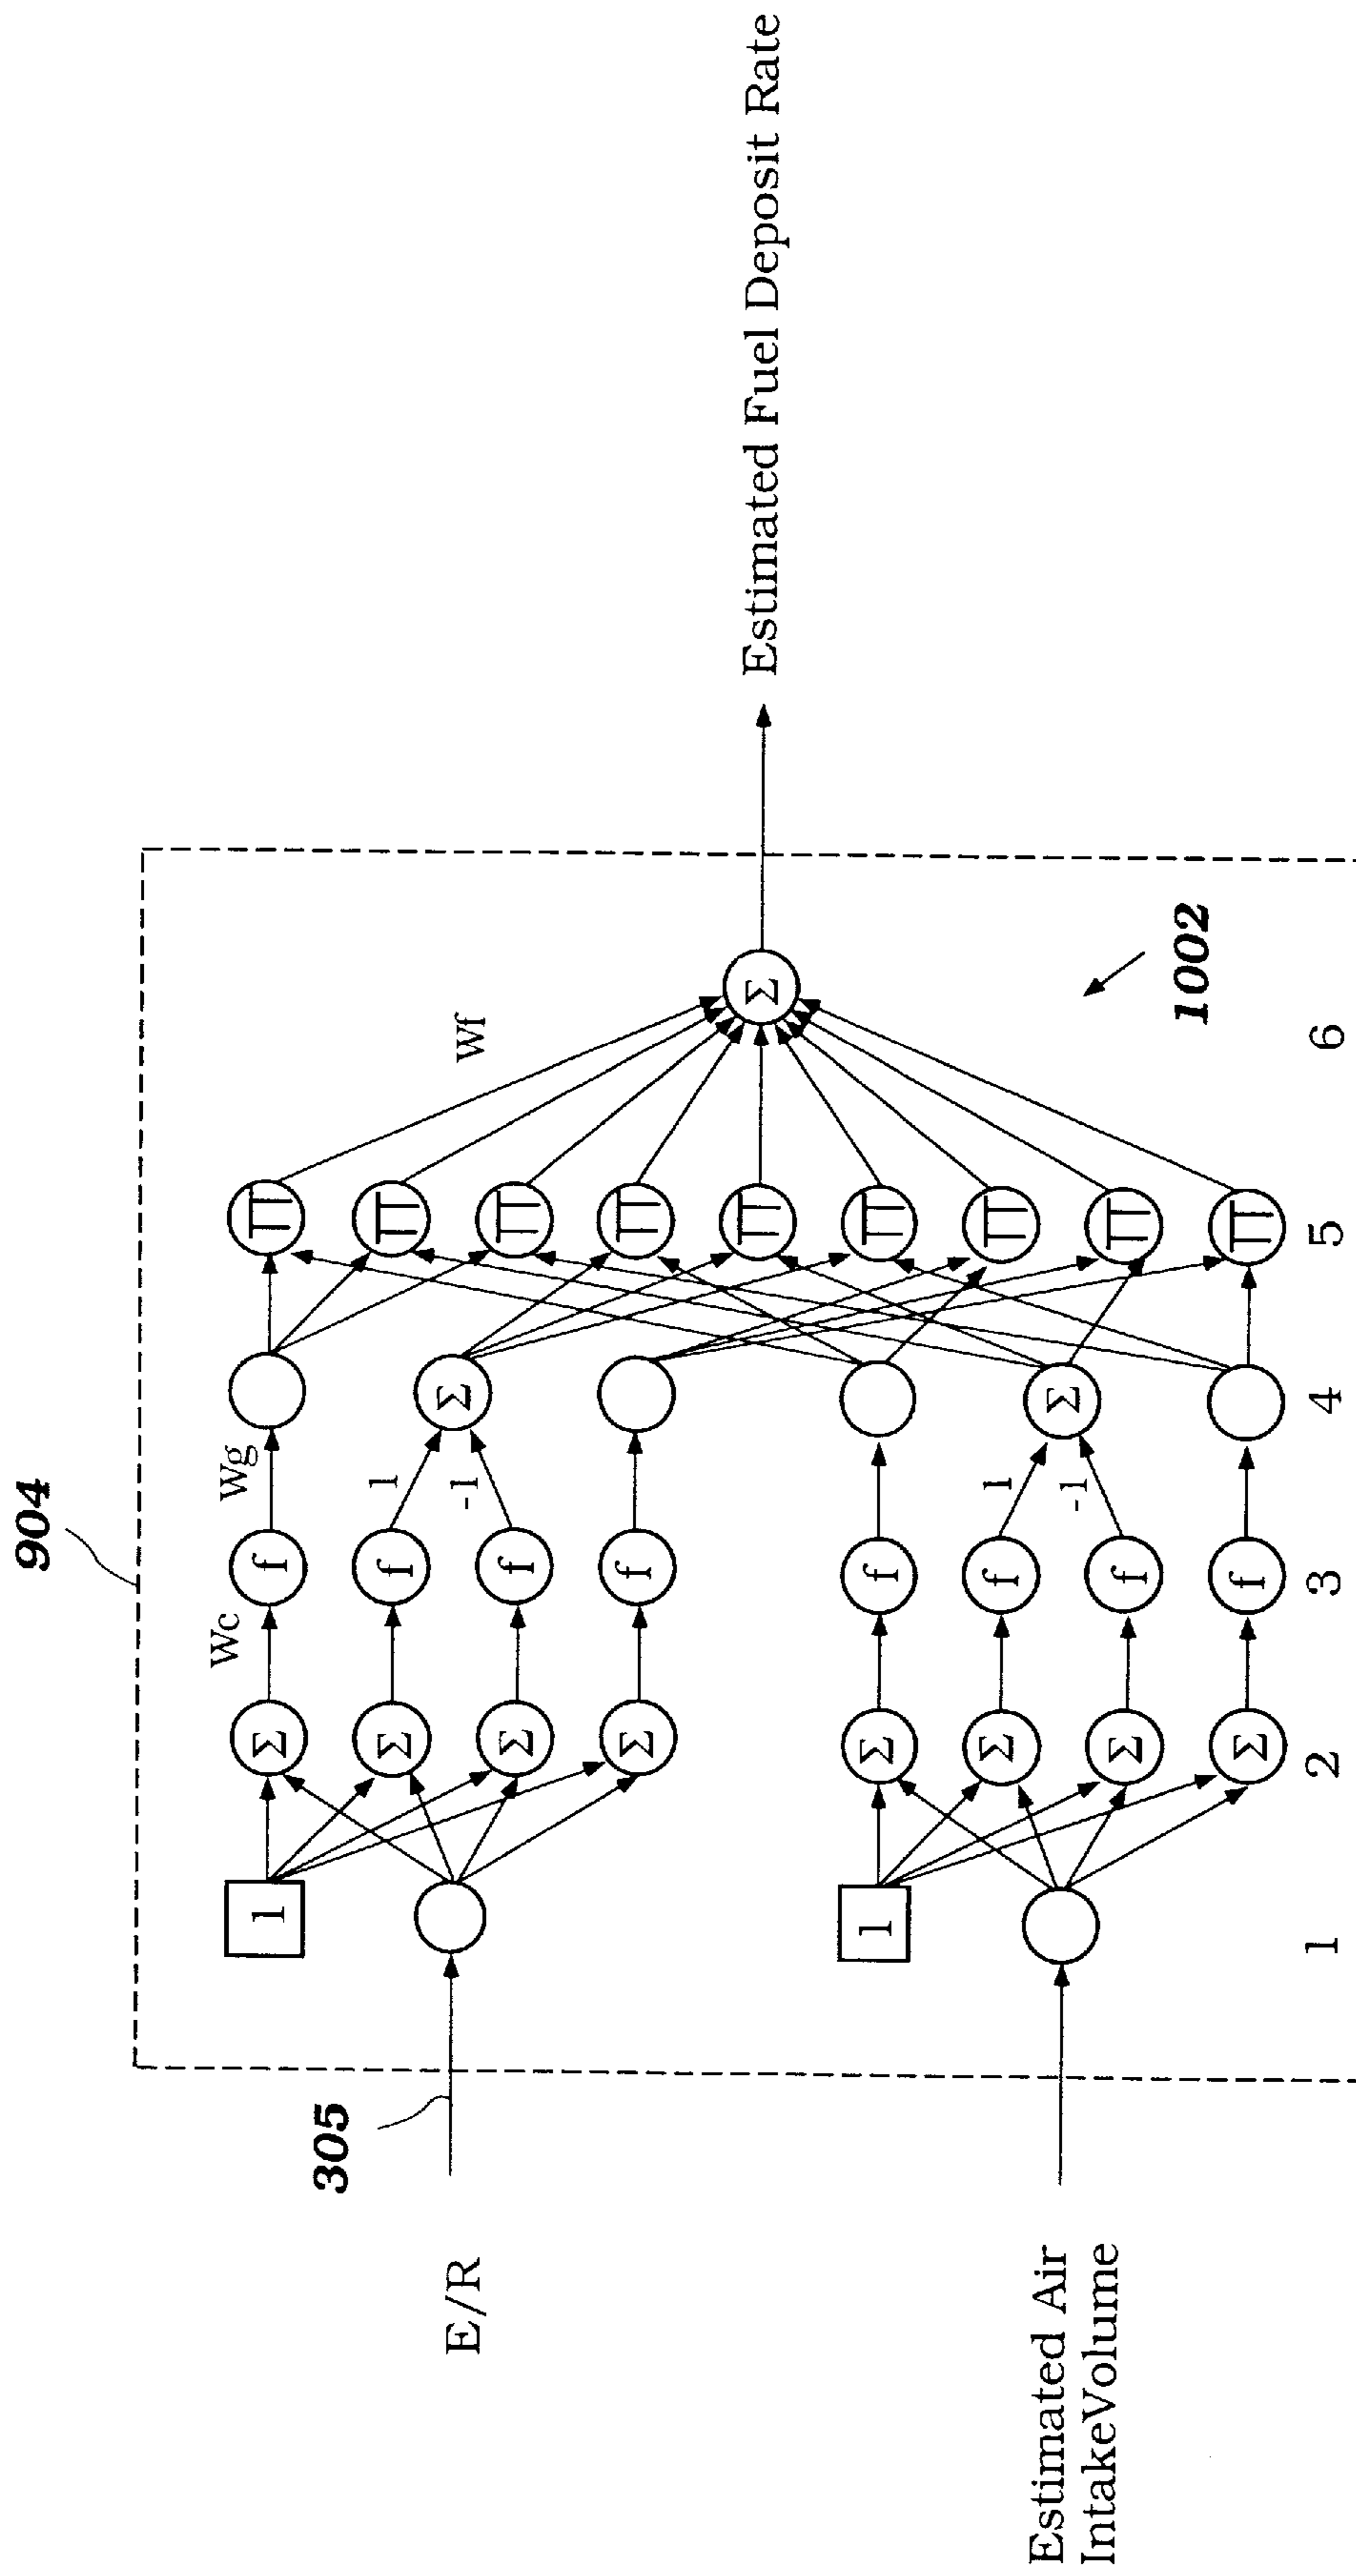 904
Wc
Wg
Wf
1
Σ
f
Π
Σ
f
1
Σ
Π
Σ
f
-1
Π
Σ
f
Π
305
E/R
Π
Σ
Estimated Fuel Deposit Rate
1
Σ
f
Π
Σ
f
1
Σ
Π
Σ
f
-1
Π
Σ
f
Π
Estimated Air
IntakeVolume
1002
1 2 3 4 5 6